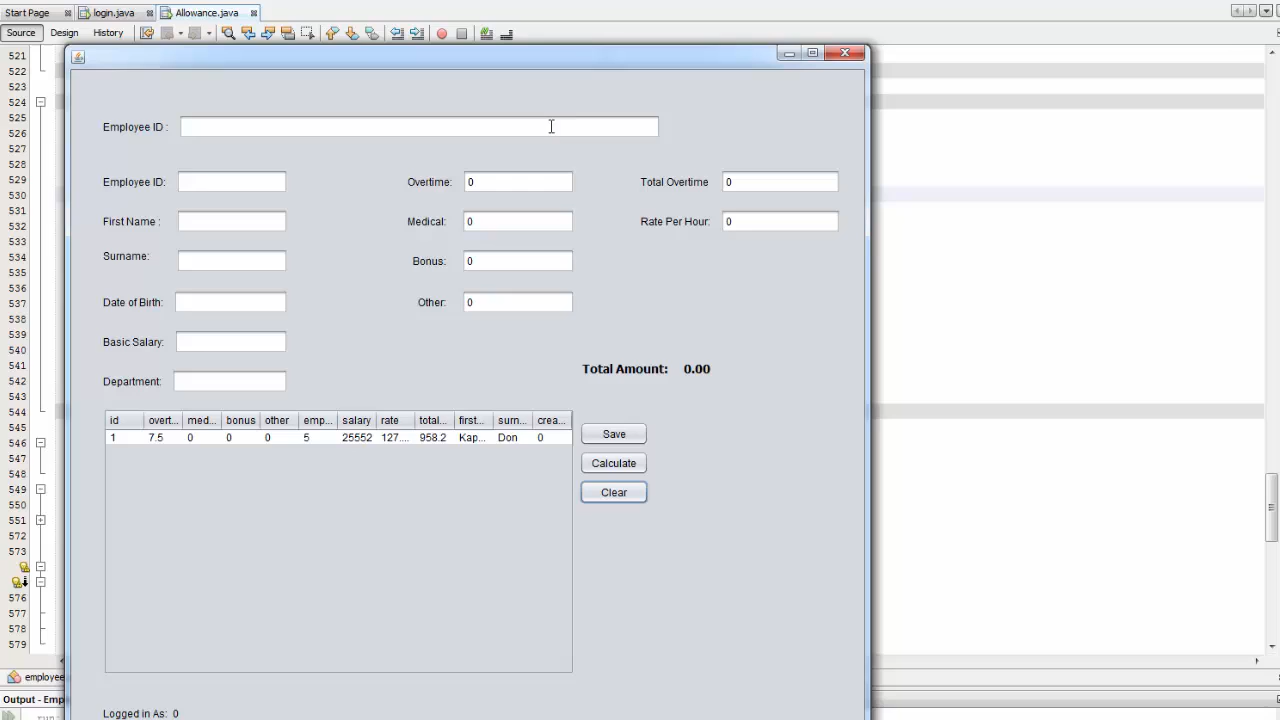 Start Page login.java Allowance.java
Source Design History
521
522
523
524
525
526
527
528
529
530
531
532
533
534
535
536
537
538
539
540
541
542
543
544
545
546
547
548
549
550
551
572
573
576
577
578
579
Employee ID :
Employee ID: Overtime: 0 Total Overtime 0
First Name : Medical: 0 Rate Per Hour: 0
Surname: Bonus: 0
Date of Birth: Other: 0
Basic Salary:
Total Amount: 0.00
Department:
id overt... med... bonus other emp... salary rate total... first... surn... crea...
1 7.5 0 0 0 5 25552 127.... 958.2 Kap... Don 0
Save
Calculate
Clear
employee
Output - Emp
Logged in As: 0
run: